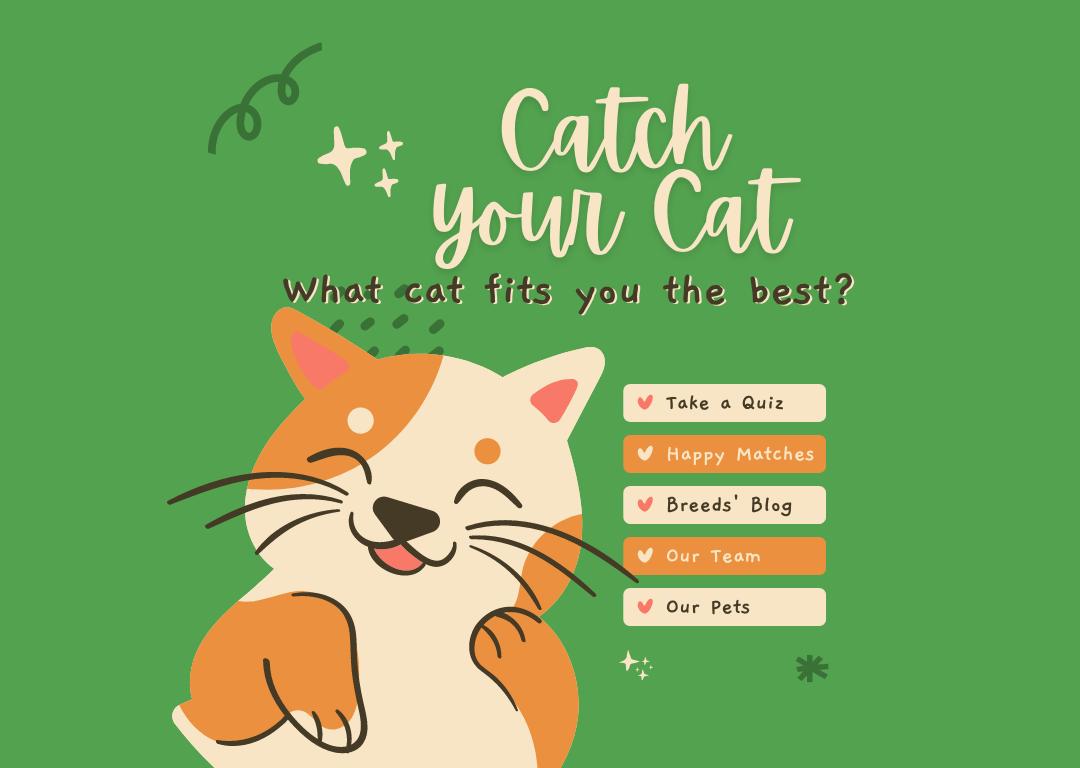 Catch
your Cat
What cat fits you the best?
Take a Quiz
Happy Matches
Breeds' Blog
Our Team
Our Pets